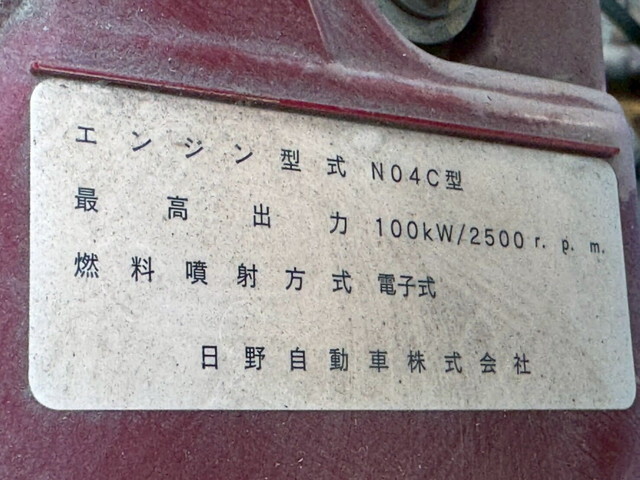 エンジン型式 N04C型
最高出力 100kW/2500r.p.m.
燃料噴射方式 電子式
日野自動車株式会社